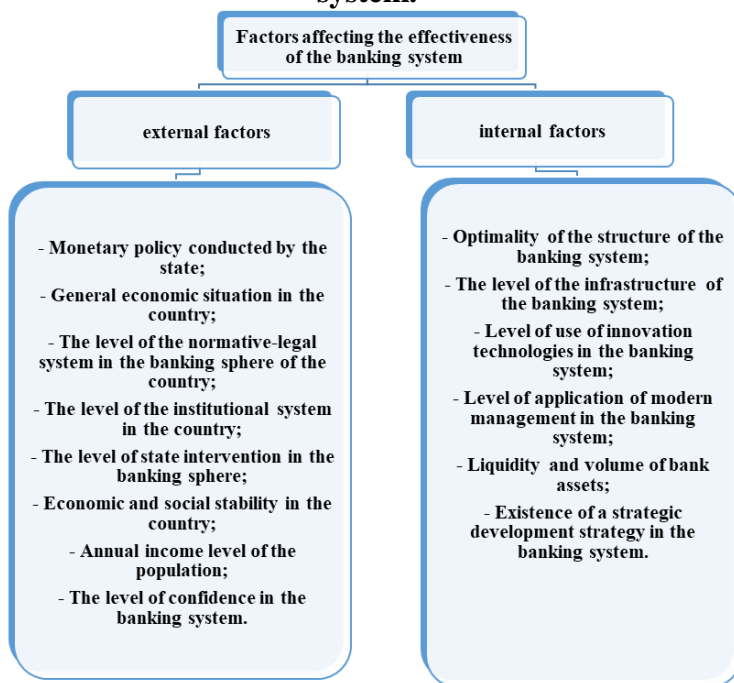 system.
Factors affecting the effectiveness
of the banking system
external factors
internal factors
- Monetary policy conducted by the
state;
- General economic situation in the
country;
- The level of the normative-legal
system in the banking sphere of the
country;
- The level of the institutional system
in the country;
- The level of state intervention in the
banking sphere;
- Economic and social stability in the
country;
- Annual income level of the
population;
- The level of confidence in the
banking system.
- Optimality of the structure of the
banking system;
- The level of the infrastructure of
the banking system;
- Level of use of innovation
technologies in the banking
system;
- Level of application of modern
management in the banking
system;
- Liquidity and volume of bank
assets;
- Existence of a strategic
development strategy in the
banking system.